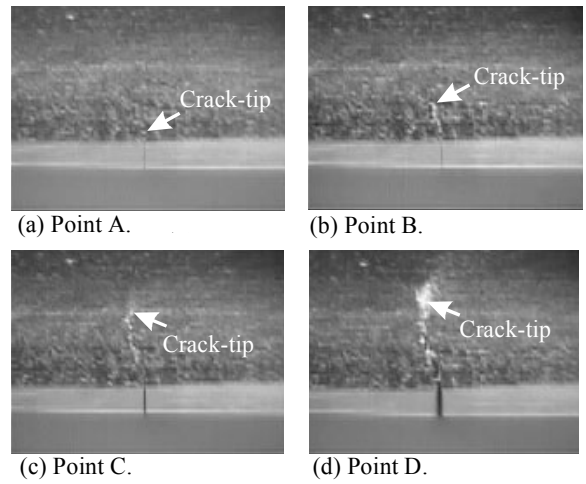 Crack-tip
Crack-tip
(a) Point A.
(b) Point B.
Crack-tip
Crack-tip
(c) Point C.
(d) Point D.